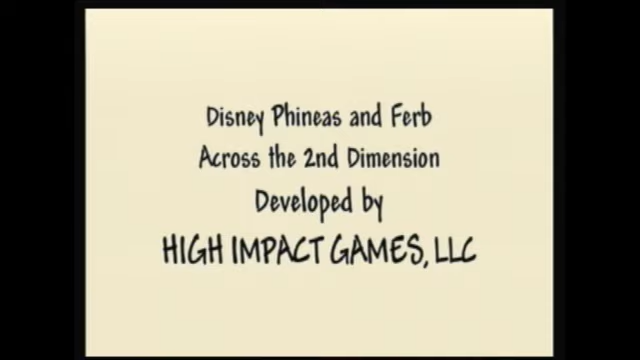 Disney Phineas and Ferb
Across the 2nd Dimension
Developed by
HIGH IMPACT GAMES, LLC